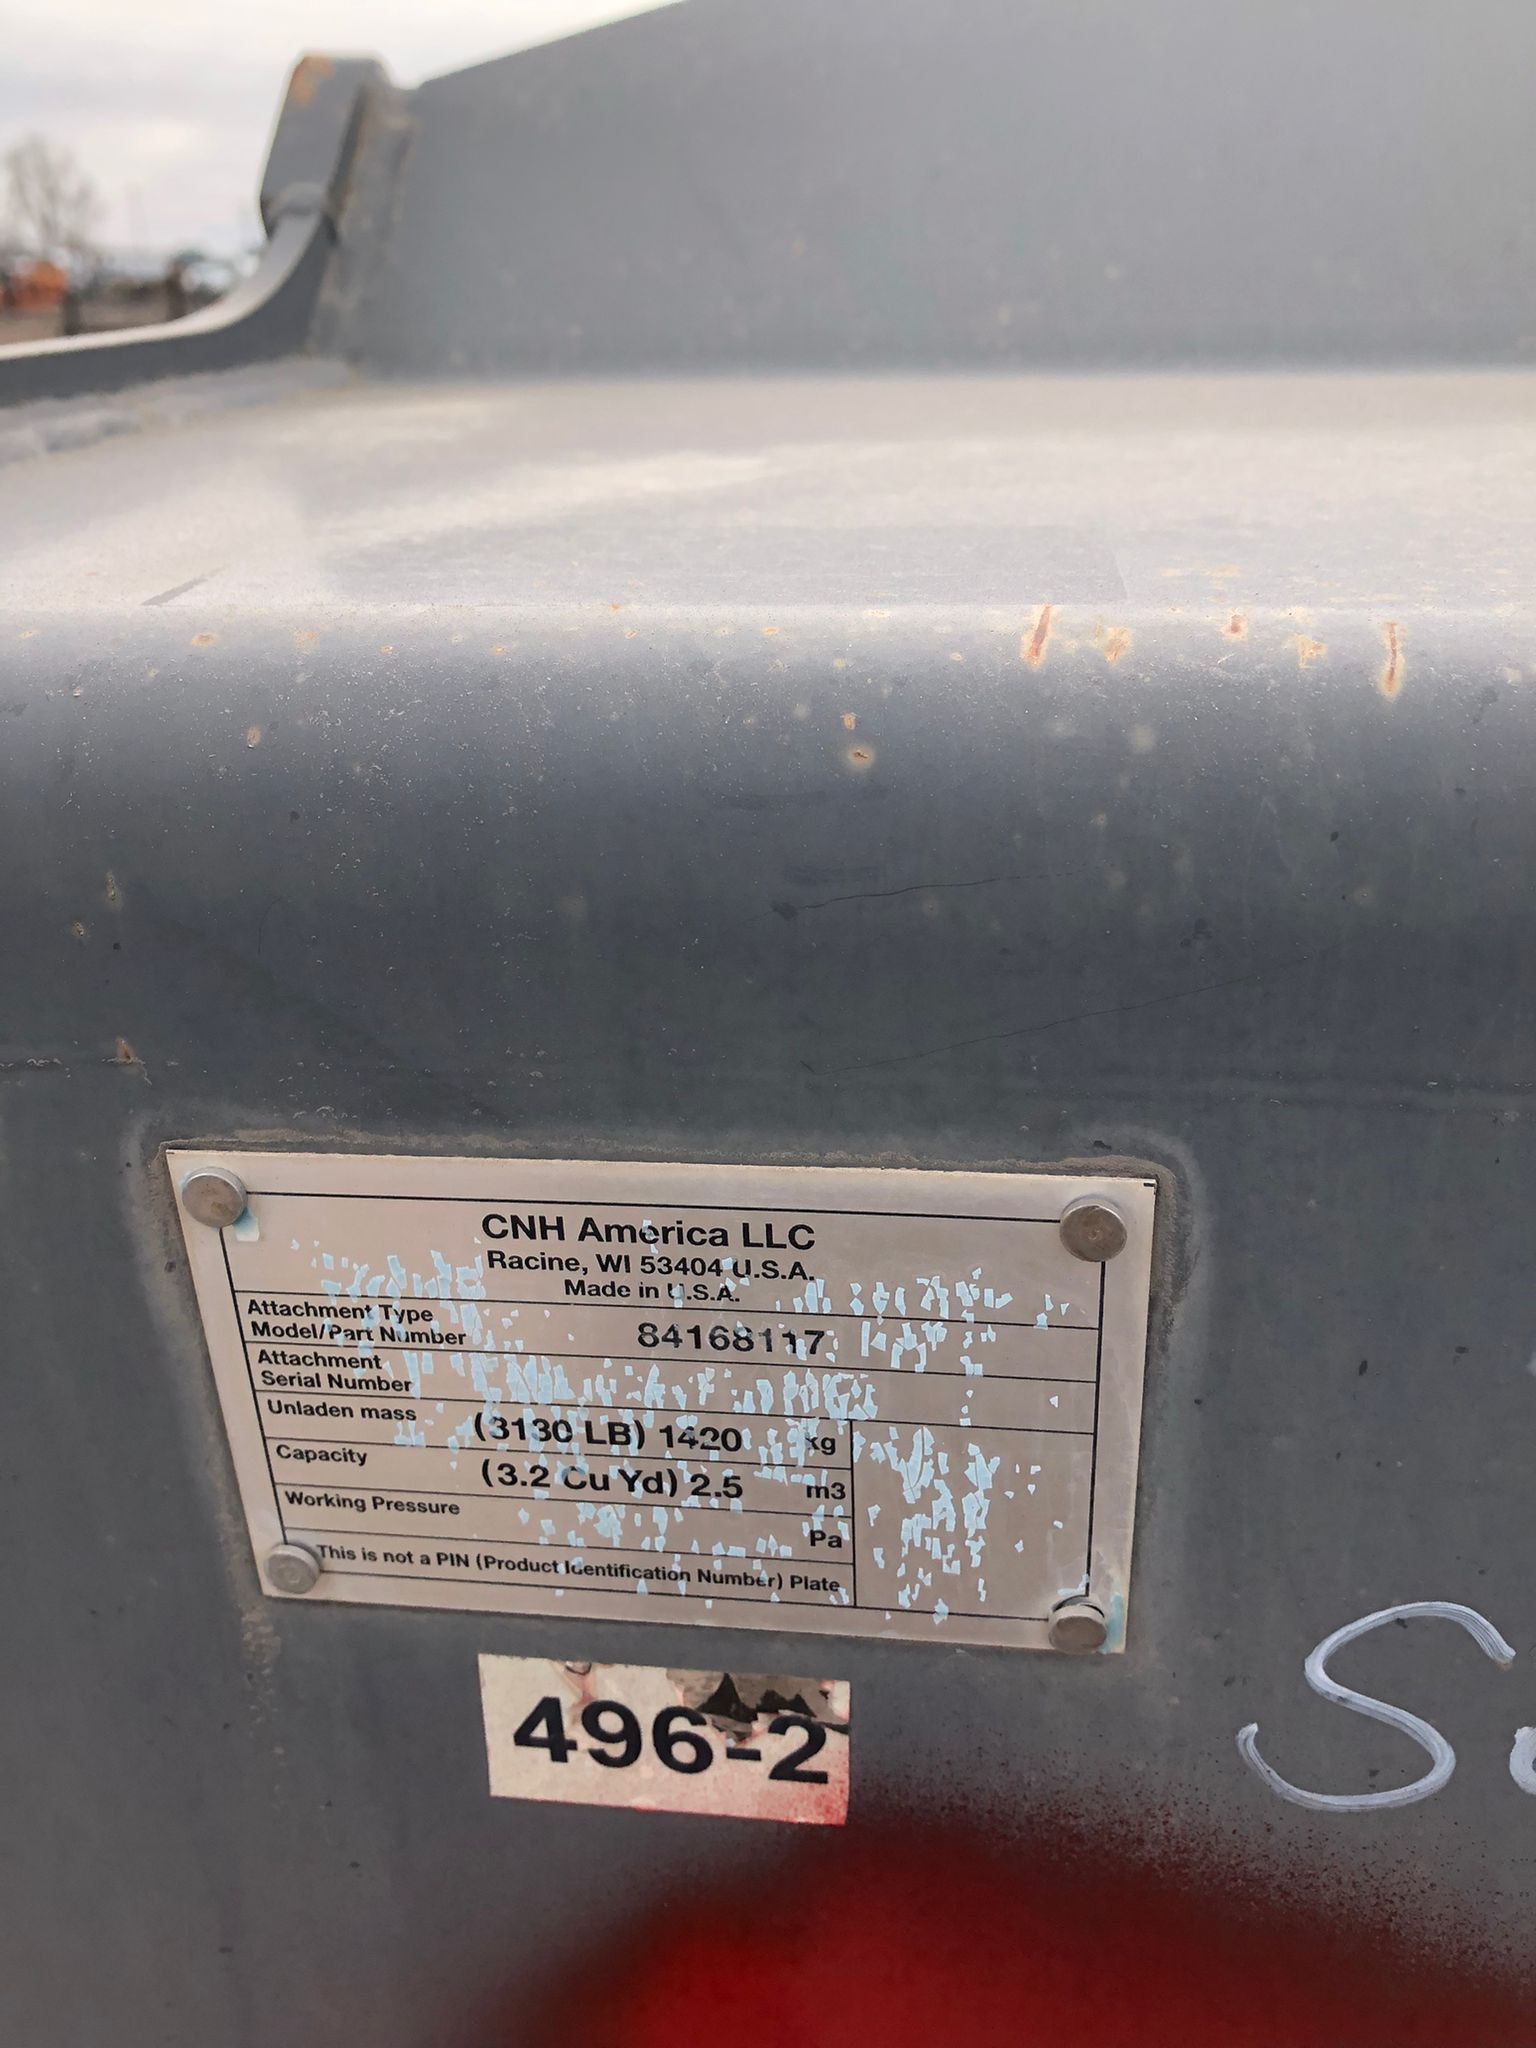 CNH America LLC
Racine, WI 53404 U.S.A.
Made in U.S.A.
Attachment Type
Model/Part Number 84168117
Attachment
Serial Number
Unladen mass (3130 LB) 1420 kg
Capacity (3.2 Cu Yd) 2.5 m3
Working Pressure Pa
This is not a PIN (Product Identification Number) Plate
496-2